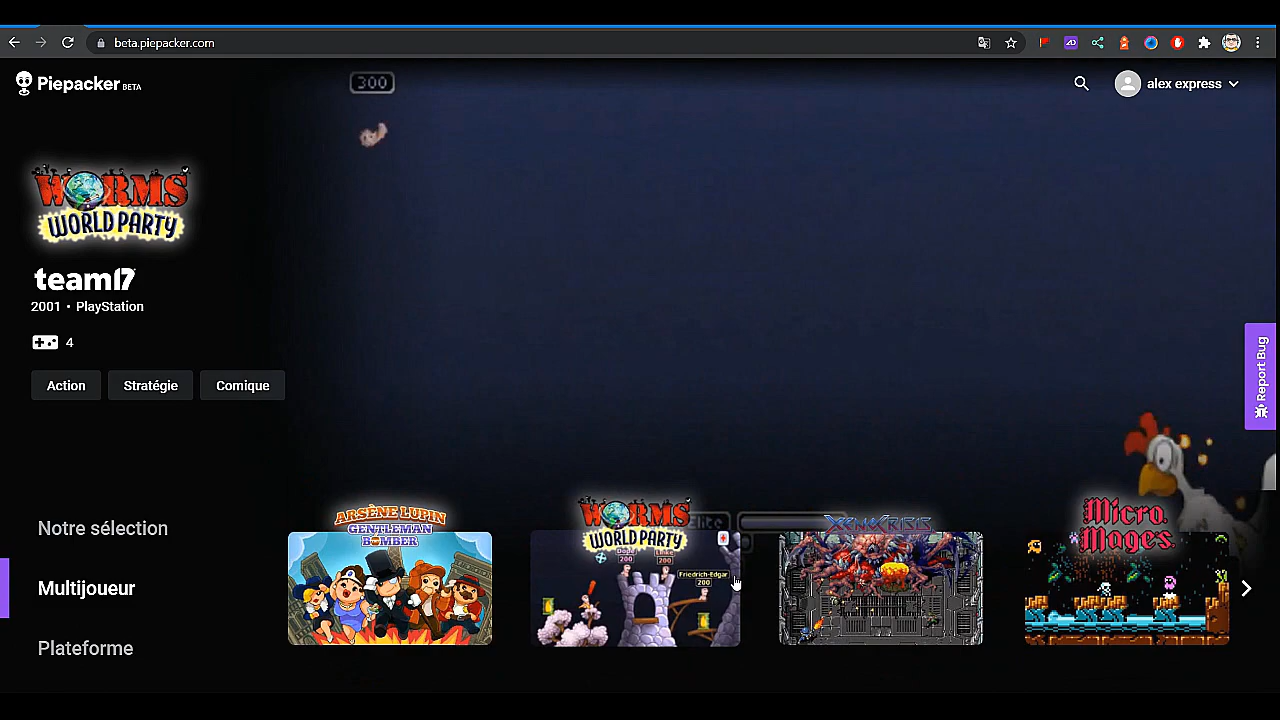 beta.piepacker.com
Piepacker BETA
300
alex express
WORMS
WORLD PARTY
team17
2001 • PlayStation
4
Action
Stratégie
Comique
Report Bug
Notre sélection
Multijoueur
Plateforme
ARSÈNE LUPIN
GENTLEMAN
BOMBER
WORMS
WORLD PARTY
200
200
Friedrich-Edgar
200
XENO CRISIS
Micro
Mages